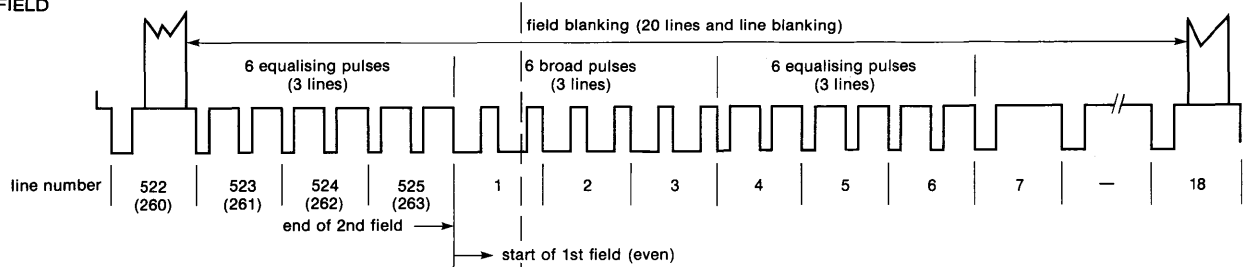 FIELD
field blanking (20 lines and line blanking)
6 equalising pulses
(3 lines)
6 broad pulses
(3 lines)
6 equalising pulses
(3 lines)
line number
522
(260)
523
(261)
524
(262)
525
(263)
1
2
3
4
5
6
7
—
18
end of 2nd field
start of 1st field (even)